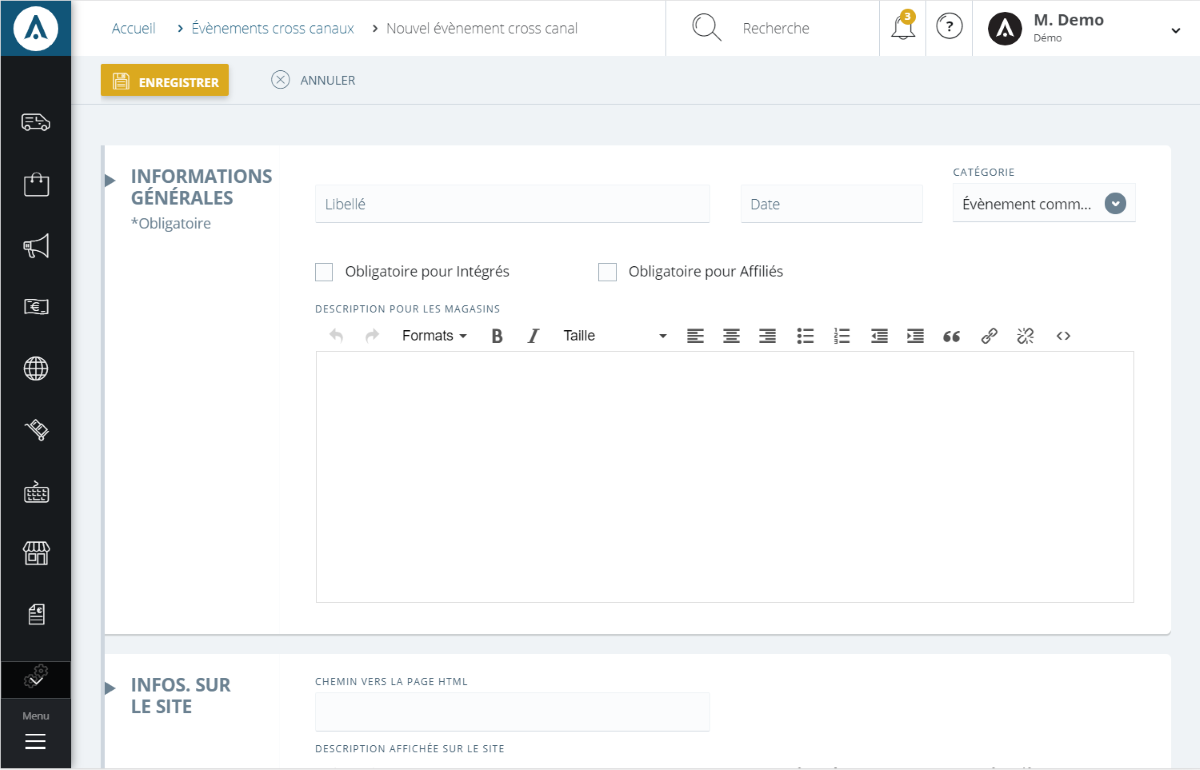 Accueil > Évènements cross canaux > Nouvel évènement cross canal
Recherche
3
?
M. Demo
Démo
ENREGISTRER
ANNULER
INFORMATIONS
GÉNÉRALES
*Obligatoire
Libellé
Date
CATÉGORIE
Évènement comm...
Obligatoire pour Intégrés
Obligatoire pour Affiliés
DESCRIPTION POUR LES MAGASINS
Formats B I Taille
INFOS. SUR
LE SITE
CHEMIN VERS LA PAGE HTML
DESCRIPTION AFFICHÉE SUR LE SITE
Menu